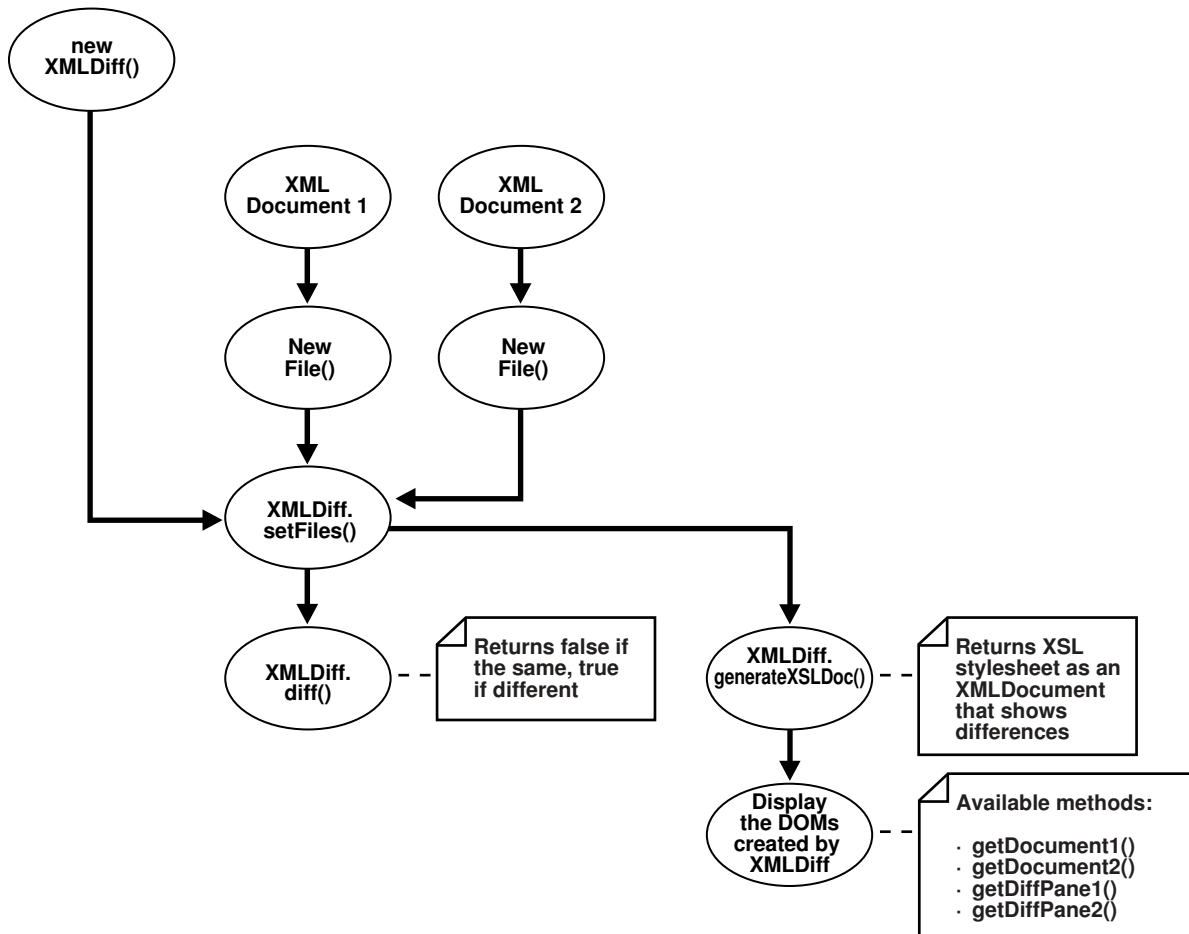 new
XMLDiff()
XML
Document 1
XML
Document 2
New
File()
New
File()
XMLDiff.
setFiles()
XMLDiff.
diff()
Returns false if
the same, true
if different
XMLDiff.
generateXSLDoc()
Returns XSL
stylesheet as an
XMLDocument
that shows
differences
Display
the DOMs
created by
XMLDiff
Available methods:
· getDocument1()
· getDocument2()
· getDiffPane1()
· getDiffPane2()